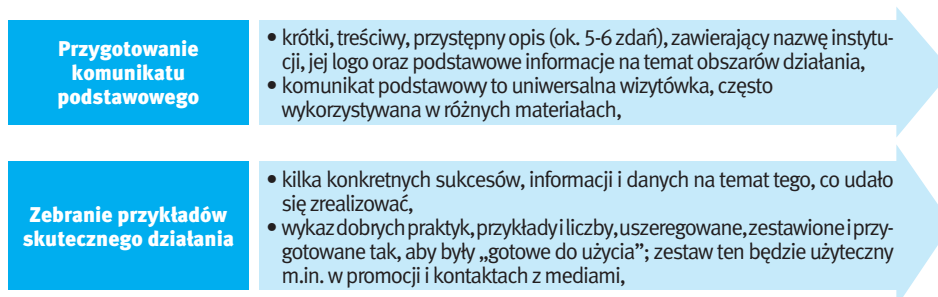 Przygotowanie
komunikatu
podstawowego
• krótki, treściwy, przystępny opis (ok. 5-6 zdań), zawierający nazwę instytu-
cji, jej logo oraz podstawowe informacje na temat obszarów działania,
• komunikat podstawowy to uniwersalna wizytówka, często
wykorzystywana w różnych materiałach,
Zebranie przykładów
skutecznego działania
• kilka konkretnych sukcesów, informacji i danych na temat tego, co udało
się zrealizować,
• wykaz dobrych praktyk, przykłady i liczby, uszeregowane, zestawione i przy-
gotowane tak, aby były „gotowe do użycia”; zestaw ten będzie użyteczny
m.in. w promocji i kontaktach z mediami,